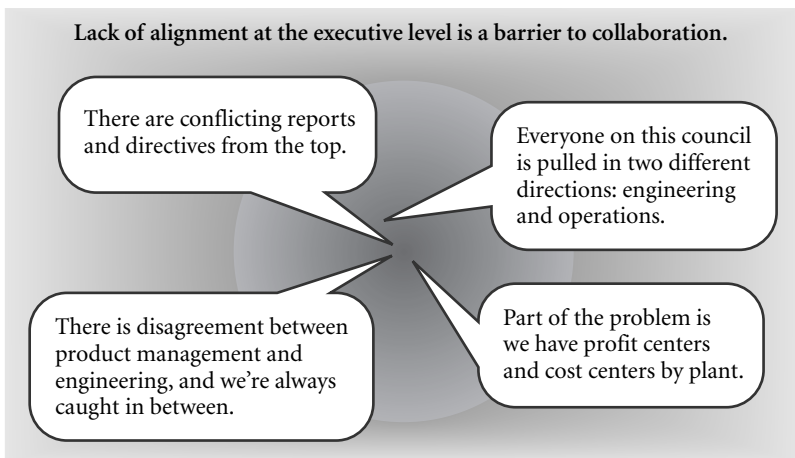 Lack of alignment at the executive level is a barrier to collaboration.
There are conflicting reports
and directives from the top.
Everyone on this council
is pulled in two different
directions: engineering
and operations.
There is disagreement between
product management and
engineering, and we’re always
caught in between.
Part of the problem is
we have profit centers
and cost centers by plant.